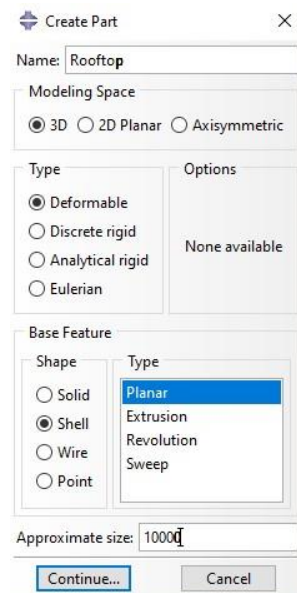 Create Part
Name: Rooftop
Modeling Space
3D 2D Planar Axisymmetric
Type
Deformable
Discrete rigid
Analytical rigid
Eulerian
Options
None available
Base Feature
Shape
Solid
Shell
Wire
Point
Type
Planar
Extrusion
Revolution
Sweep
Approximate size: 10000
Continue... Cancel